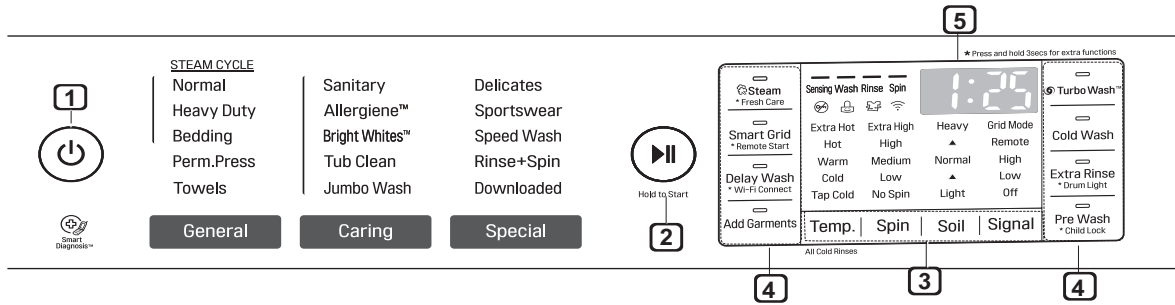 5
* Press and hold 3secs for extra functions
1
STEAM CYCLE
Normal
Heavy Duty
Bedding
Perm.Press
Towels
Sanitary
Allergiene™
Bright Whites™
Tub Clean
Jumbo Wash
Delicates
Sportswear
Speed Wash
Rinse+Spin
Downloaded
Smart
Diagnosis™
General
Caring
Special
Hold to Start
2
Steam
* Fresh Care
Smart Grid
* Remote Start
Delay Wash
* Wi-Fi Connect
Add Garments
Sensing Wash Rinse Spin
1:25
Extra Hot Extra High Heavy Grid Mode
Hot High ▲ Remote
Warm Medium Normal High
Cold Low ▲ Low
Tap Cold No Spin Light Off
Temp. Spin Soil Signal
All Cold Rinses
TurboWash™
Cold Wash
Extra Rinse
* Drum Light
Pre Wash
* Child Lock
4
3
4